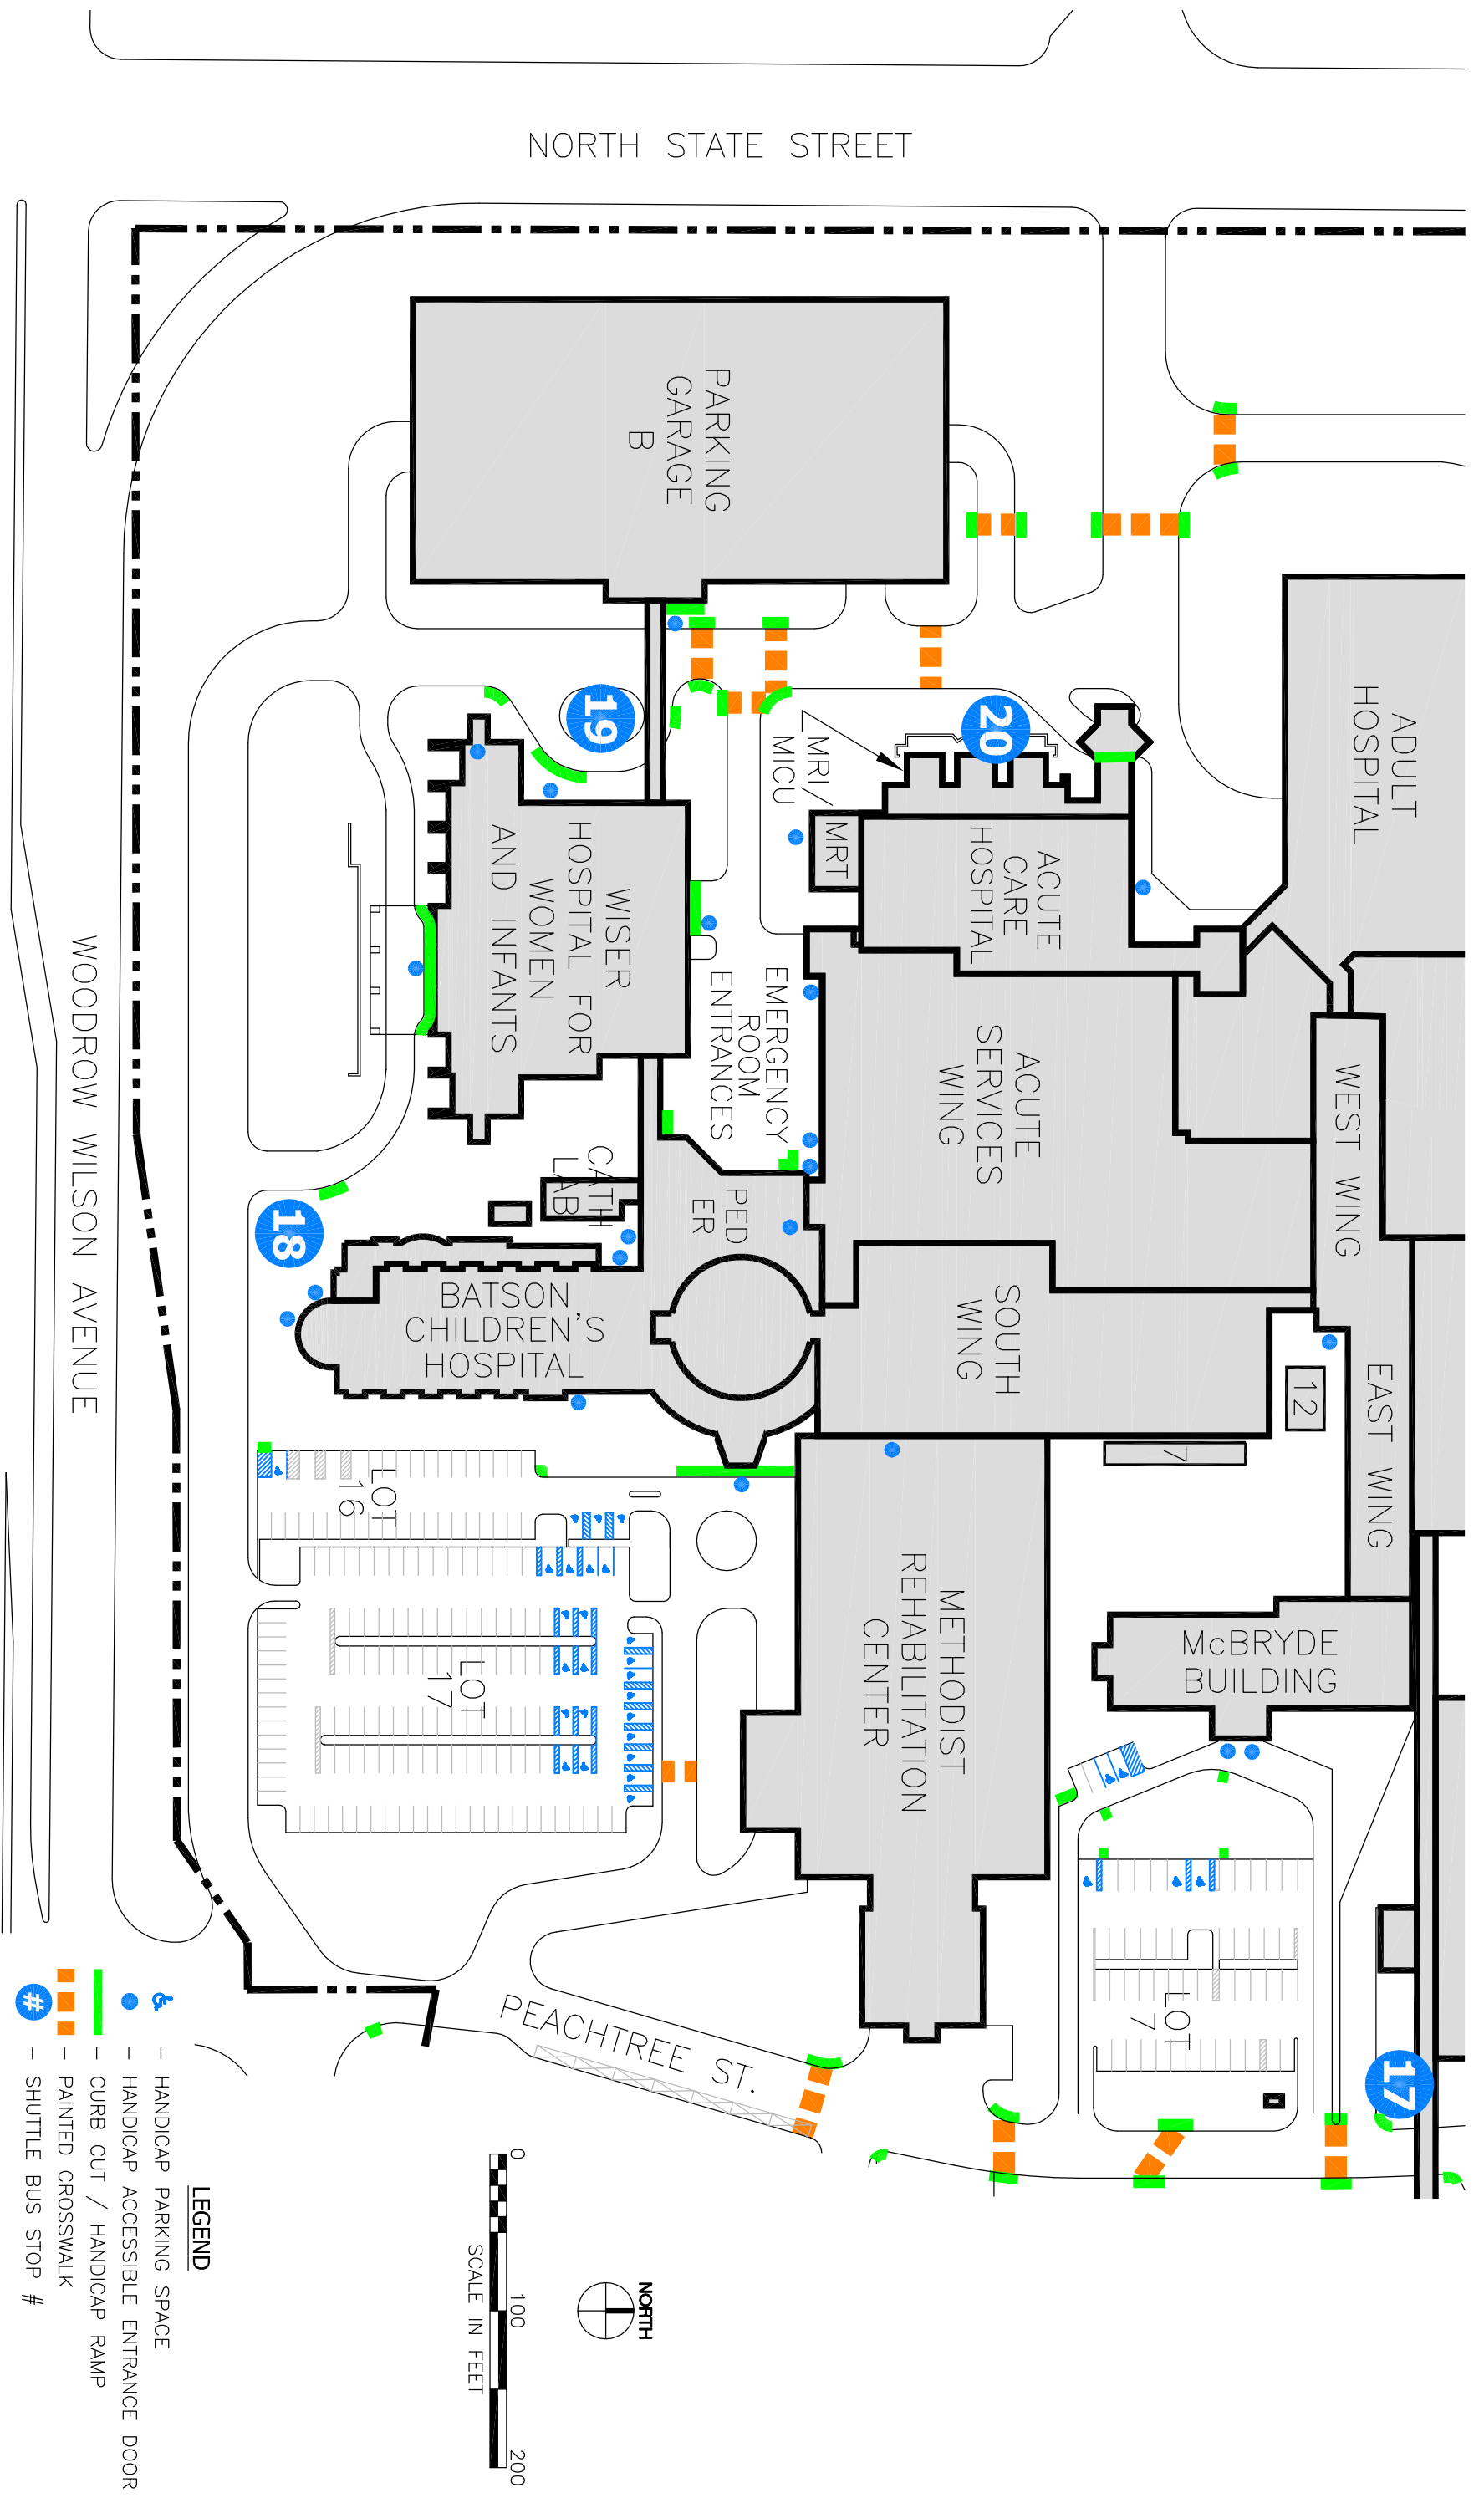 NORTH STATE STREET
PARKING
GARAGE
B
ADULT
HOSPITAL
19
20
MRI/
MICU
MRT
ACUTE
CARE
HOSPITAL
WISER
HOSPITAL FOR
WOMEN
AND INFANTS
EMERGENCY
ROOM
ENTRANCES
ACUTE
SERVICES
WING
WEST WING
WOODROW WILSON AVENUE
CATH
LAB
PED
ER
18
BATSON
CHILDREN'S
HOSPITAL
SOUTH
WING
12
7
EAST WING
LOT
16
LOT
17
METHODIST
REHABILITATION
CENTER
McBRYDE
BUILDING
LOT
7
17
PEACHTREE ST.
0 100 200
SCALE IN FEET
NORTH
LEGEND
- HANDICAP PARKING SPACE
- HANDICAP ACCESSIBLE ENTRANCE DOOR
- CURB CUT / HANDICAP RAMP
- PAINTED CROSSWALK
# - SHUTTLE BUS STOP #